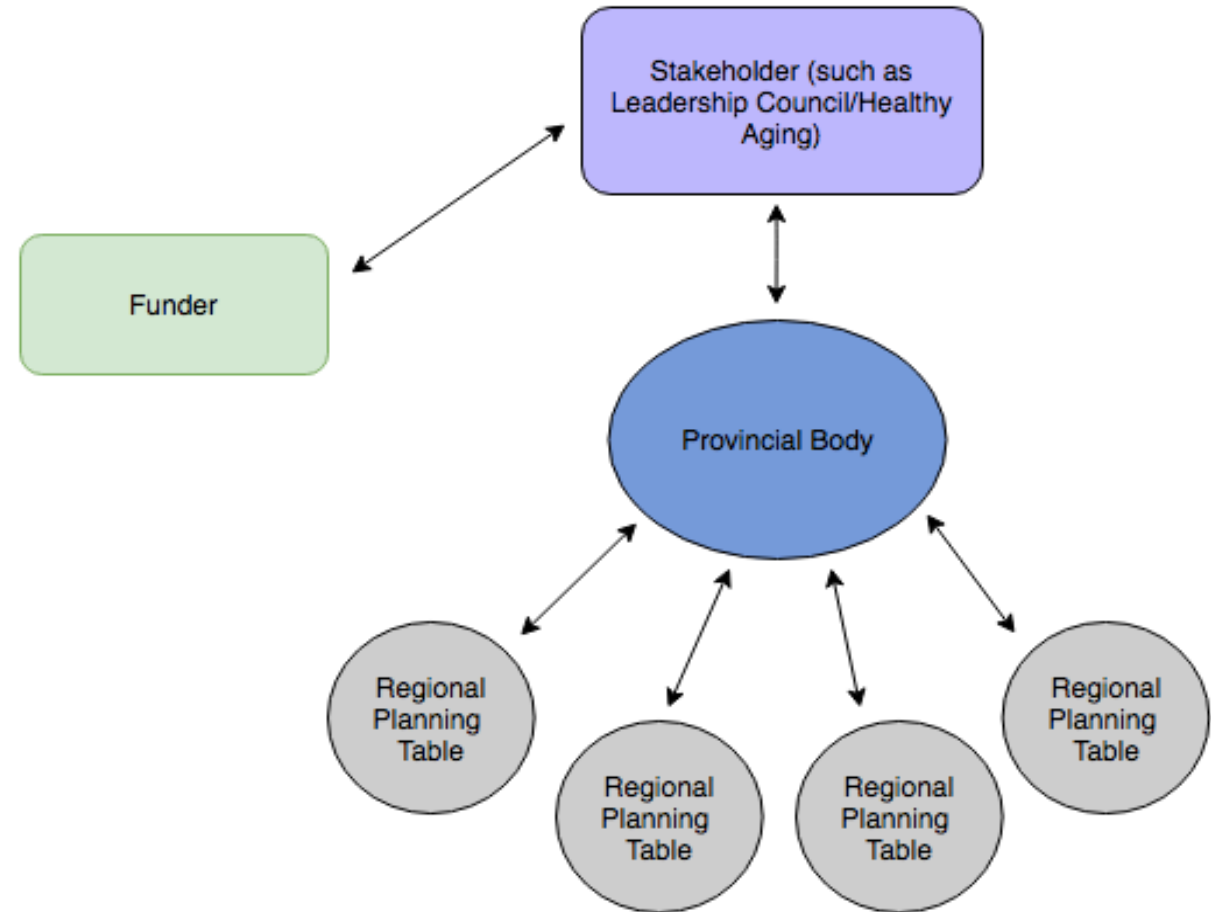 Stakeholder (such as
Leadership Council/Healthy
Aging)
Funder
Provincial Body
Regional
Planning
Table
Regional
Planning
Table
Regional
Planning
Table
Regional
Planning
Table